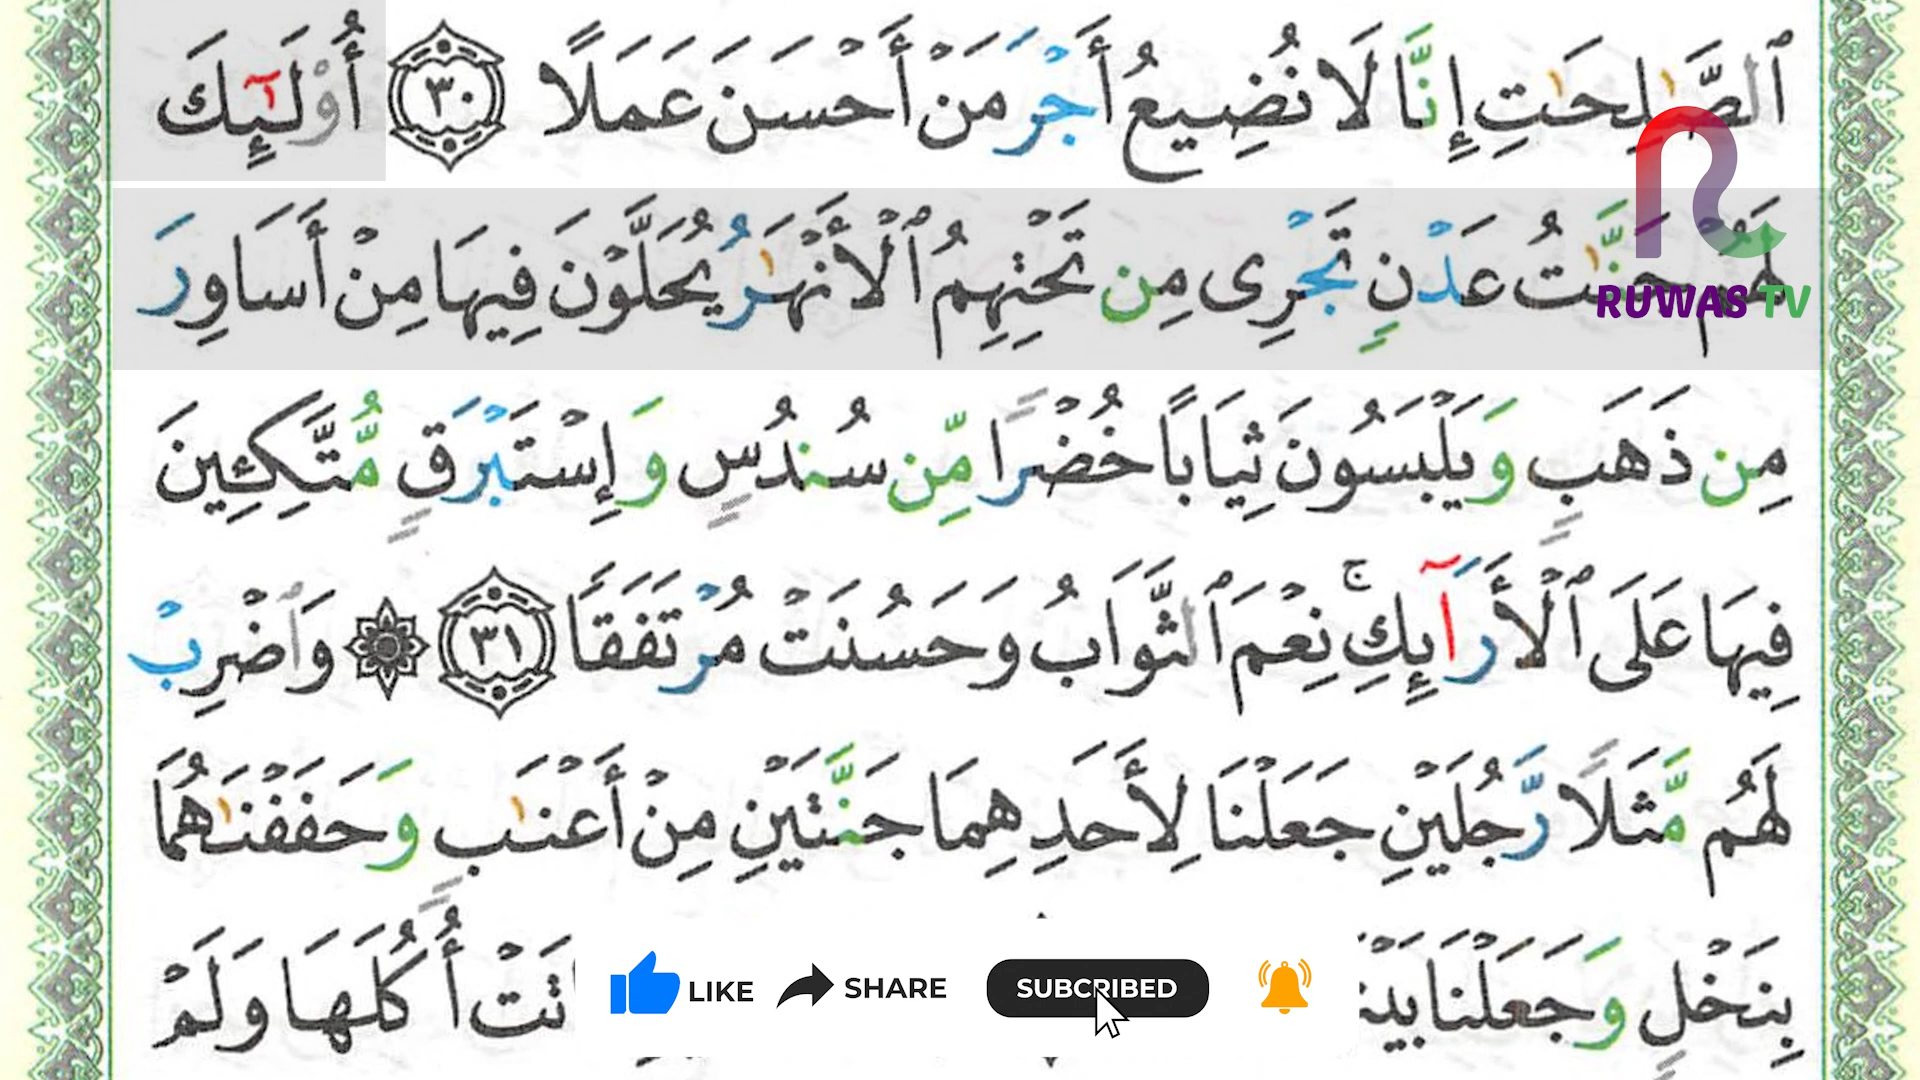 ٱلصَّٰلِحَٰتِ إِنَّا لَا نُضِيعُ أَجْرَ مَنْ أَحْسَنَ عَمَلًا ٣٠ أُوْلَٰٓئِكَ
لَهُمْ جَنَّٰتُ عَدْنٍ تَجْرِى مِن تَحْتِهِمُ ٱلْأَنْهَٰرُ يُحَلَّوْنَ فِيهَا مِنْ أَسَاوِرَ
RUWAS TV
مِن ذَهَبٍ وَيَلْبَسُونَ ثِيَابًا خُضْرًا مِّن سُندُسٍ وَإِسْتَبْرَقٍ مُّتَّكِـِٔينَ
فِيهَا عَلَى ٱلْأَرَآئِكِ ۚ نِعْمَ ٱلثَّوَابُ وَحَسُنَتْ مُرْتَفَقًا ٣١ ۞ وَٱضْرِبْ
لَهُم مَّثَلًا رَّجُلَيْنِ جَعَلْنَا لِأَحَدِهِمَا جَنَّتَيْنِ مِنْ أَعْنَٰبٍ وَحَفَفْنَٰهُمَا
بِنَخْلٍ وَجَعَلْنَا أُكُلَهَا وَلَمْ
LIKE SHARE SUBCRIBED